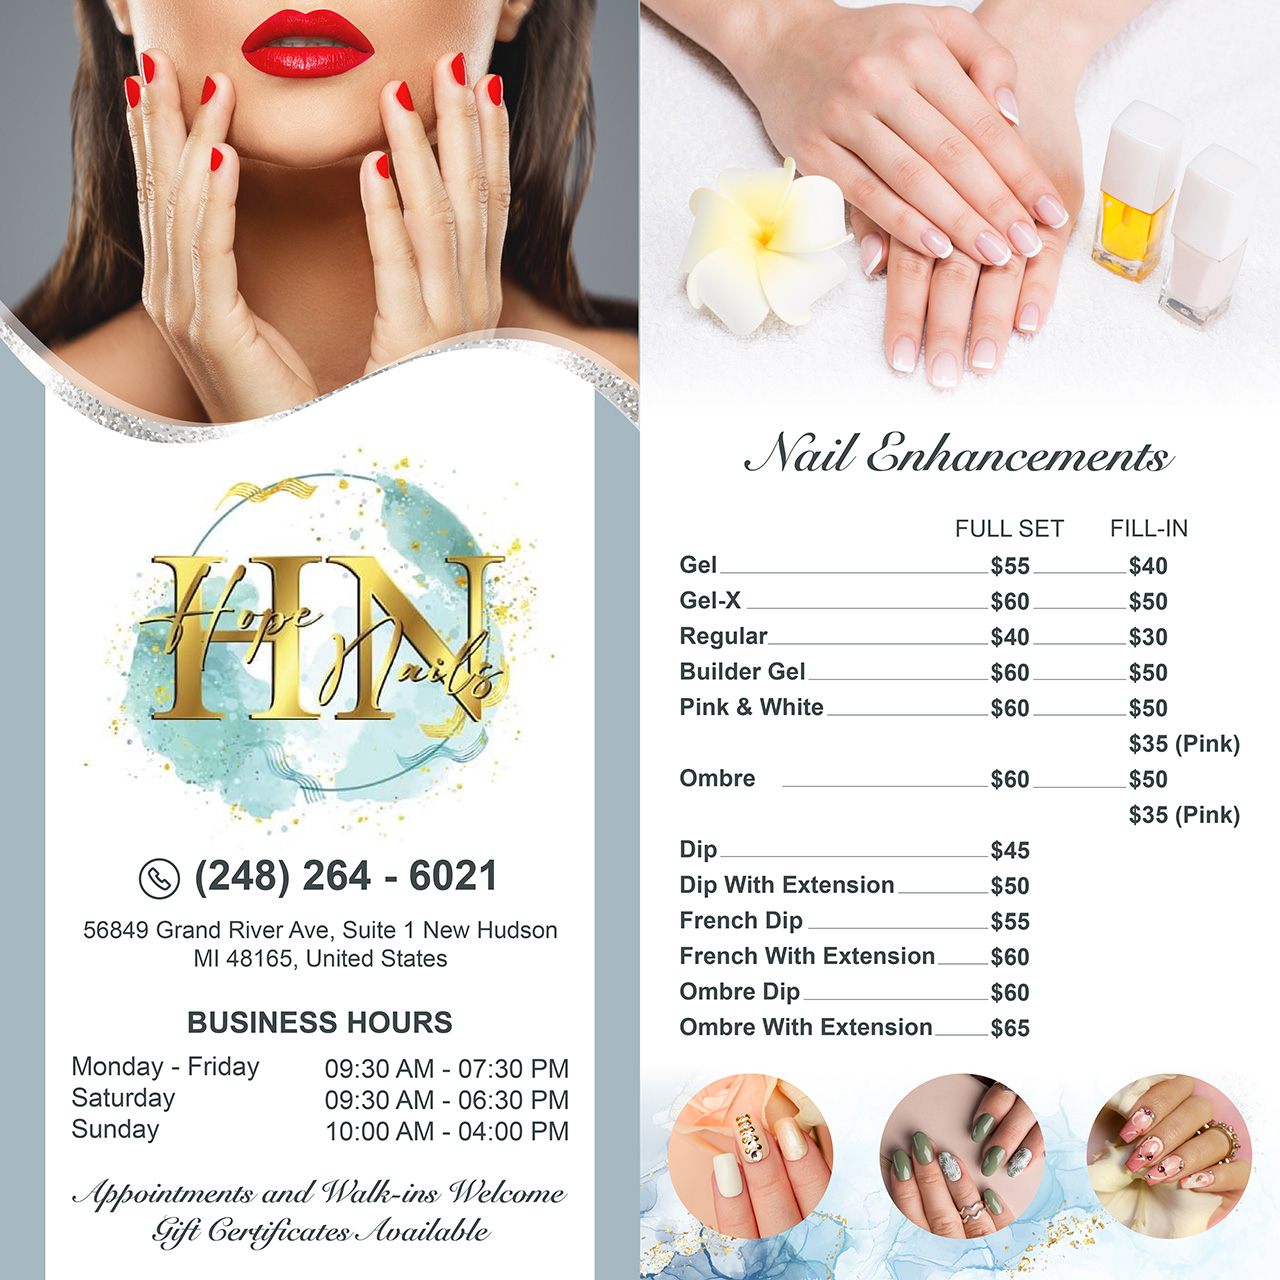 HN
Hope
Nails
(248) 264 - 6021
56849 Grand River Ave, Suite 1 New Hudson
MI 48165, United States
BUSINESS HOURS
Monday - Friday 09:30 AM - 07:30 PM
Saturday 09:30 AM - 06:30 PM
Sunday 10:00 AM - 04:00 PM
Appointments and Walk-ins Welcome
Gift Certificates Available
Nail Enhancements
FULL SET FILL-IN
Gel $55 $40
Gel-X $60 $50
Regular $40 $30
Builder Gel $60 $50
Pink & White $60 $50
$35 (Pink)
Ombre $60 $50
$35 (Pink)
Dip $45
Dip With Extension $50
French Dip $55
French With Extension $60
Ombre Dip $60
Ombre With Extension $65